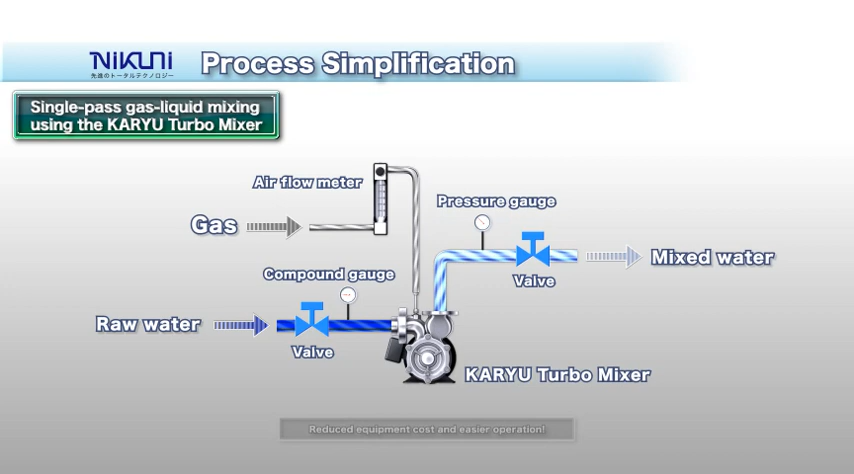 NiKUNi
先進のトータルテクノロジー
Process Simplification
Single-pass gas-liquid mixing
using the KARYU Turbo Mixer
Air flow meter
Pressure gauge
Gas
Mixed water
Compound gauge
Valve
Raw water
Valve
KARYU Turbo Mixer
Reduced equipment cost and easier operation!